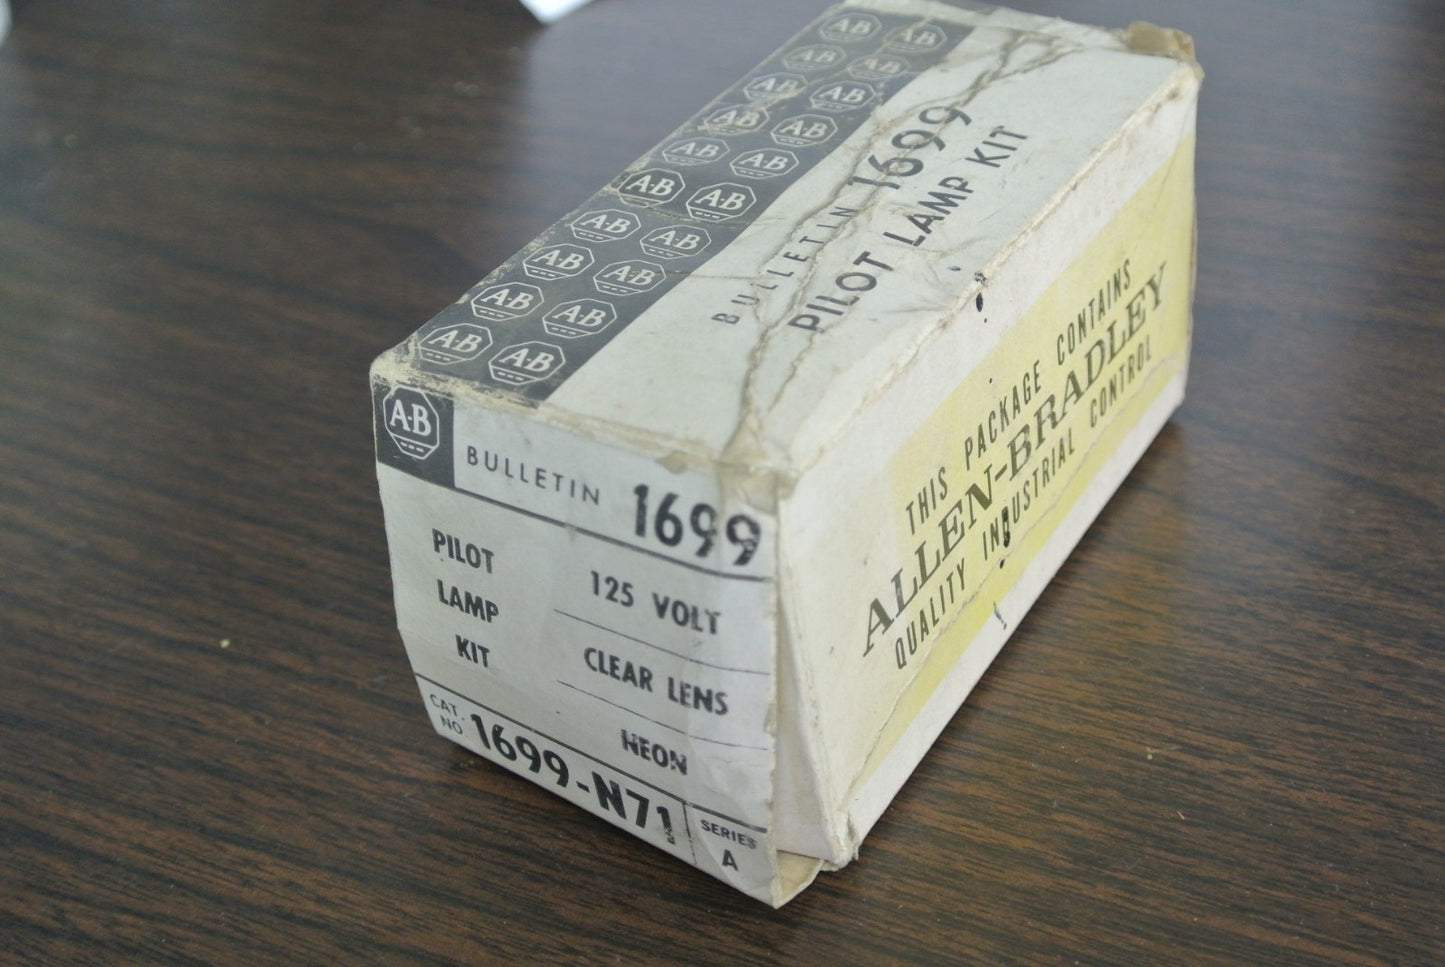 A-B A-B
A-B A-B
A-B A-B
A-B A-B
A-B A-B
A-B A-B
A-B A-B
A-B A-B
A-B A-B
A-B A-B
BULLETIN 1699
PILOT LAMP KIT
THIS PACKAGE CONTAINS
ALLEN-BRADLEY
QUALITY INDUSTRIAL CONTROL
A-B
BULLETIN 1699
PILOT
LAMP
KIT
125 VOLT
CLEAR LENS
NEON
CAT.
NO
1699-N71
SERIES
A